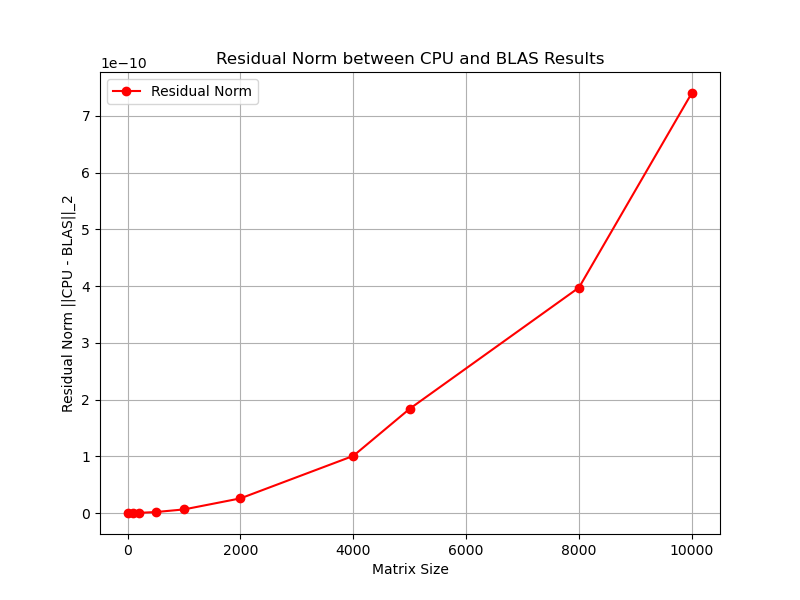 Residual Norm between CPU and BLAS Results
1e−10
Residual Norm
7
6
5
4
3
2
1
0
Residual Norm ||CPU - BLAS||_2
0 2000 4000 6000 8000 10000
Matrix Size